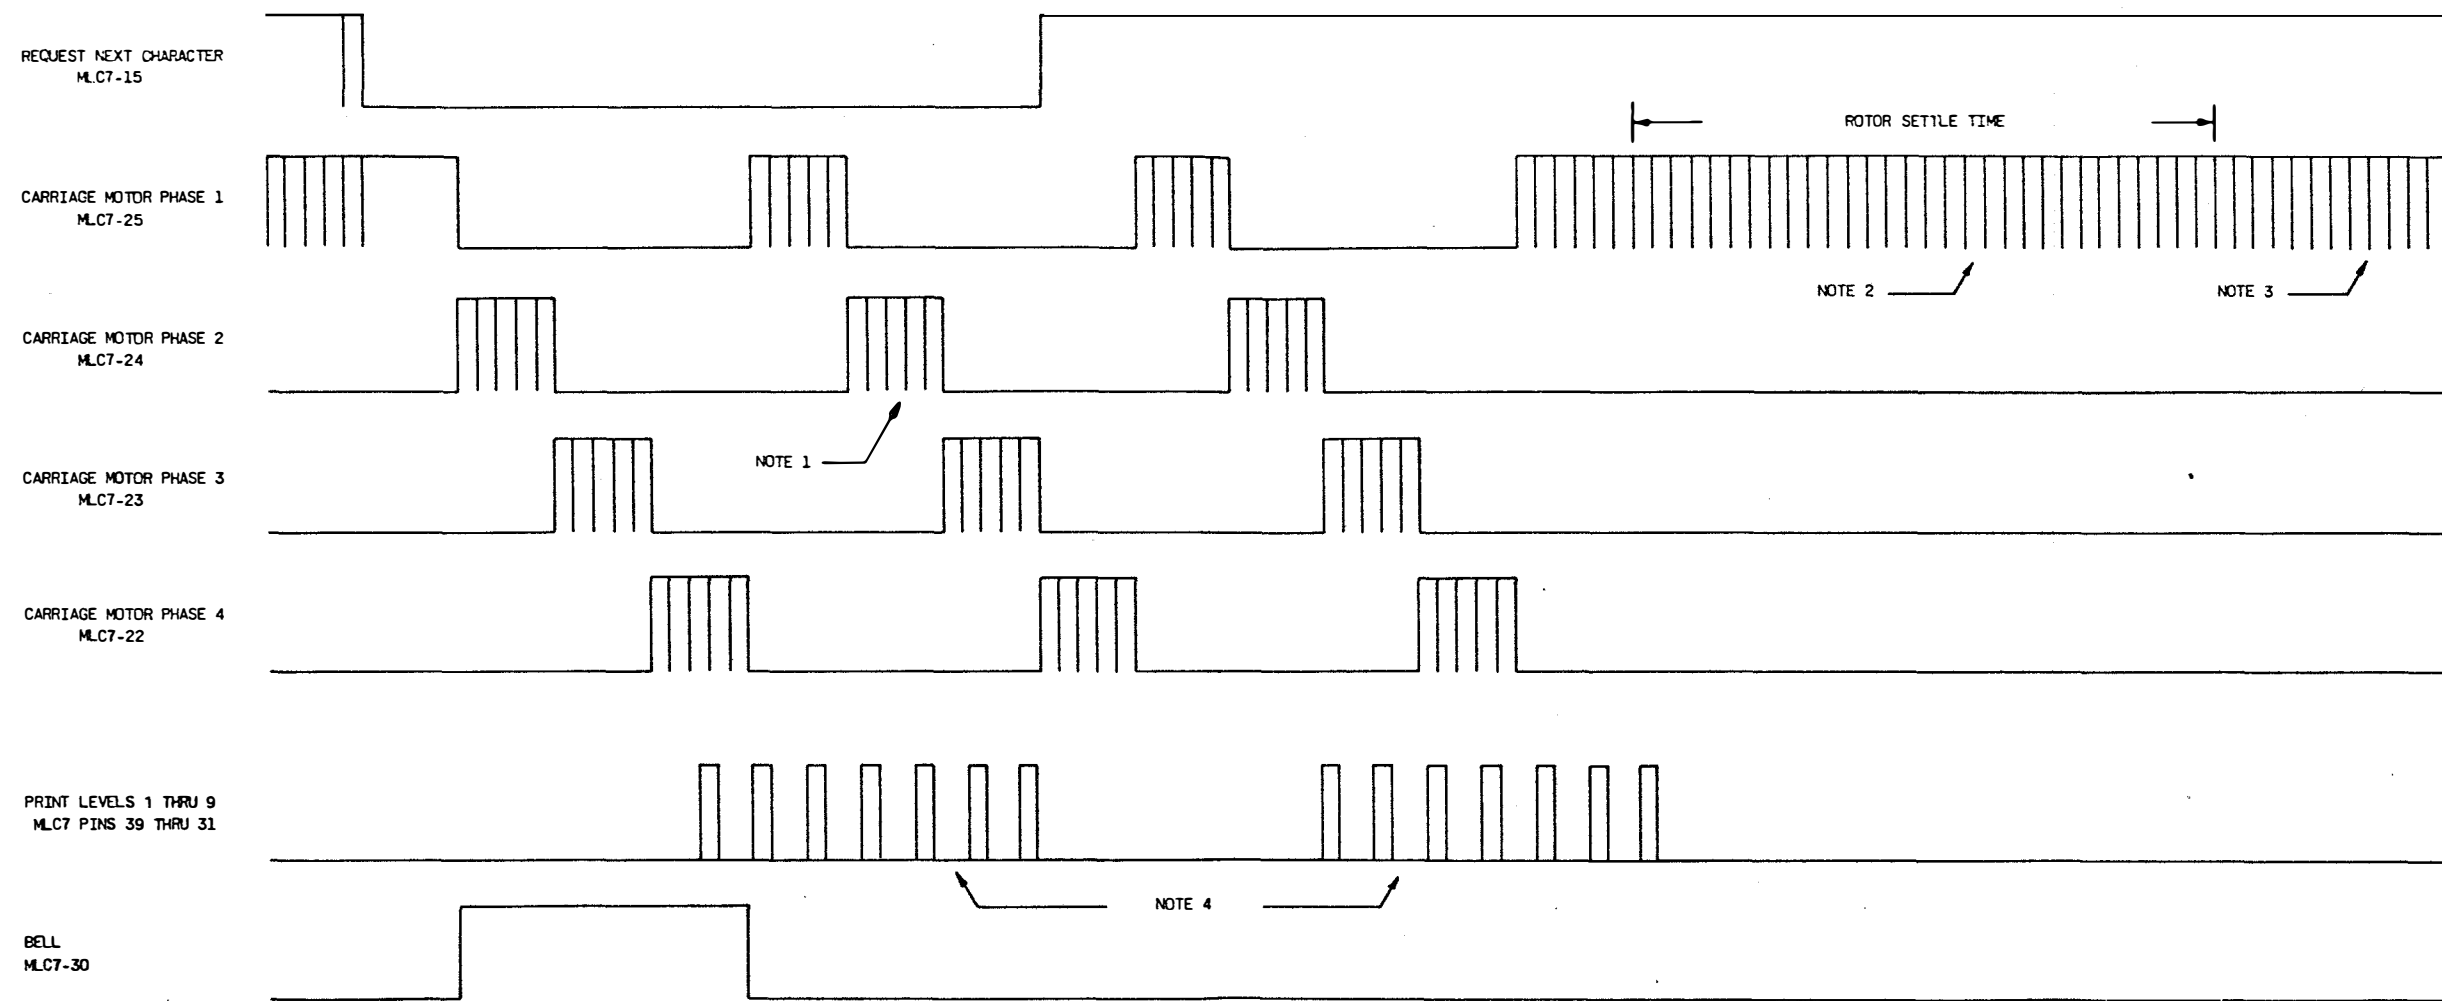 REQUEST NEXT CHARACTER
MLC7-15
ROTOR SETTLE TIME
CARRIAGE MOTOR PHASE 1
MLC7-25
NOTE 2
NOTE 3
CARRIAGE MOTOR PHASE 2
MLC7-24
NOTE 1
CARRIAGE MOTOR PHASE 3
MLC7-23
CARRIAGE MOTOR PHASE 4
MLC7-22
PRINT LEVELS 1 THRU 9
MLC7 PINS 39 THRU 31
NOTE 4
BELL
MLC7-30